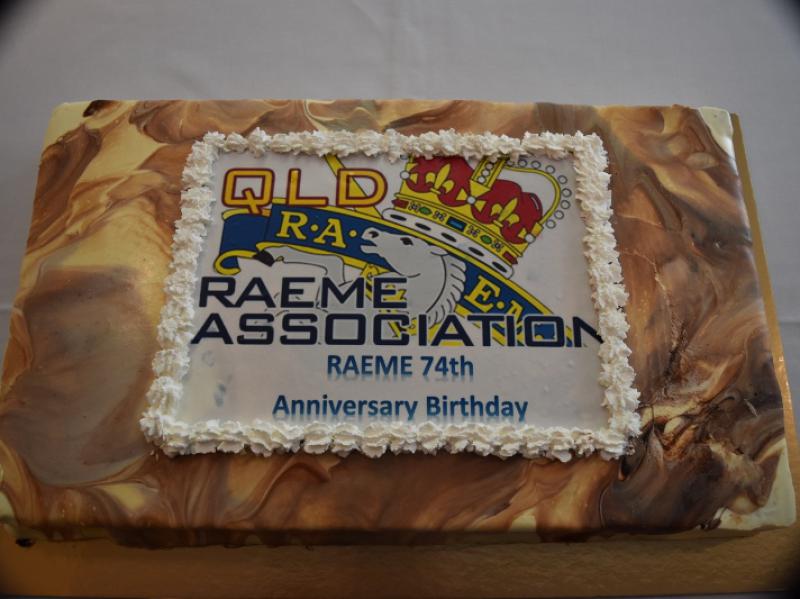 QLD
R·A·E·M·E
RAEME
ASSOCIATION
RAEME 74th
Anniversary Birthday